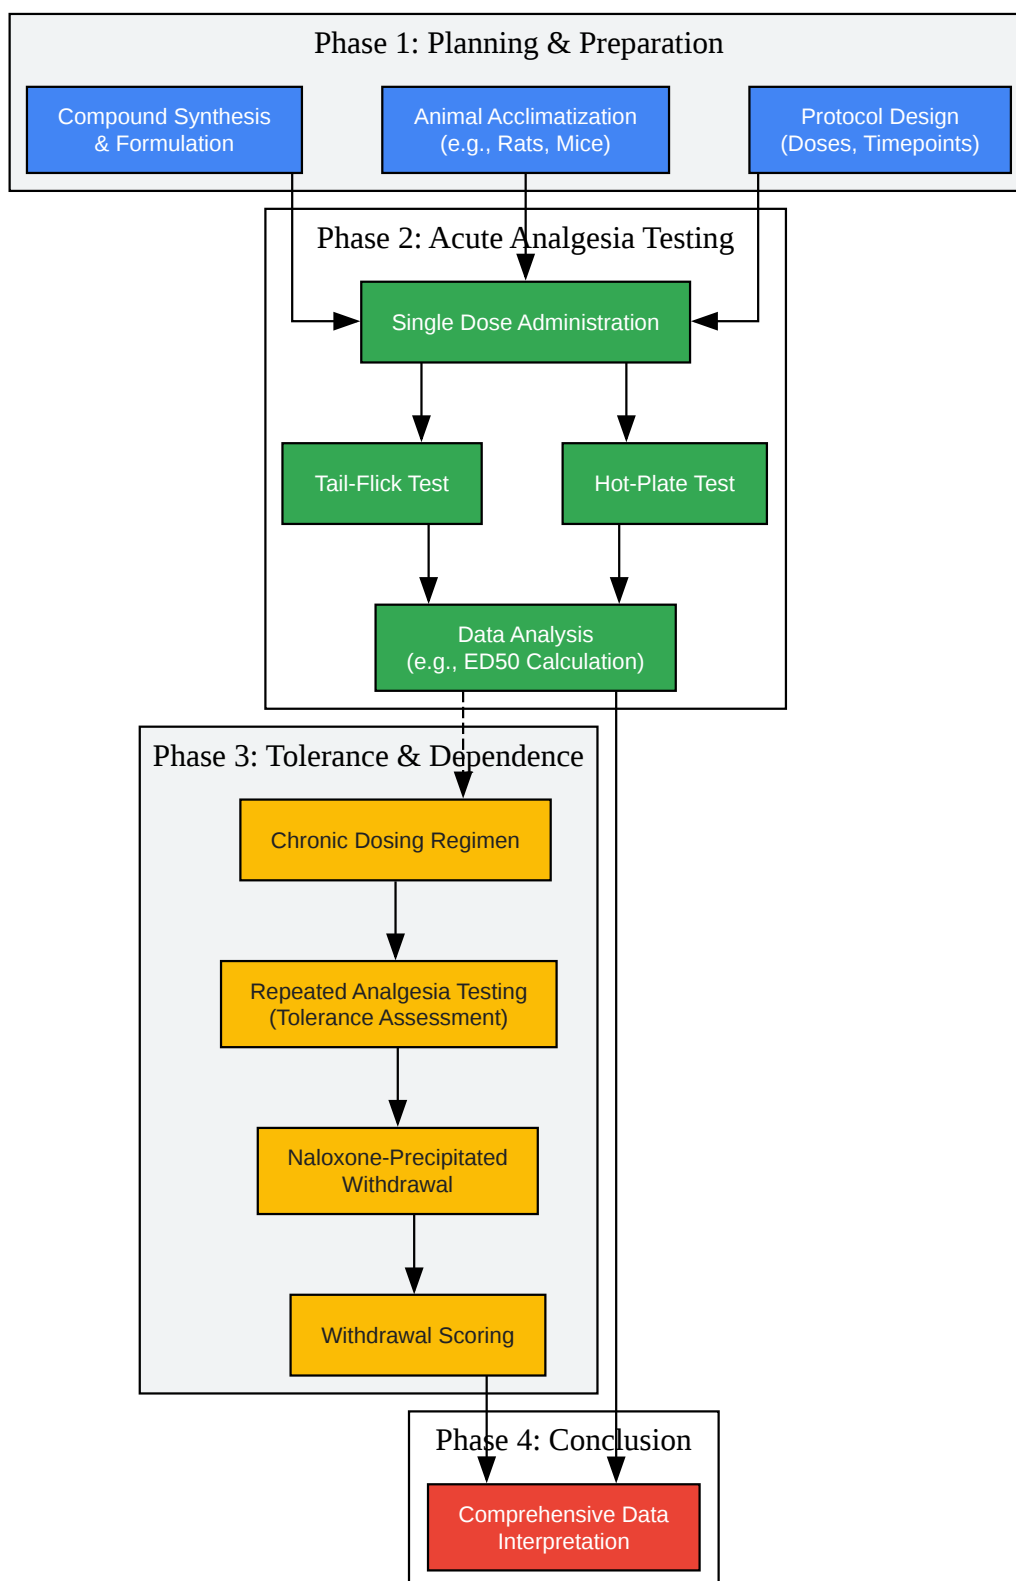 Phase 1: Planning & Preparation
Compound Synthesis
& Formulation
Animal Acclimatization
(e.g., Rats, Mice)
Protocol Design
(Doses, Timepoints)
Phase 2: Acute Analgesia Testing
Single Dose Administration
Tail-Flick Test
Hot-Plate Test
Data Analysis
(e.g., ED50 Calculation)
Phase 3: Tolerance & Dependence
Chronic Dosing Regimen
Repeated Analgesia Testing
(Tolerance Assessment)
Naloxone-Precipitated
Withdrawal
Withdrawal Scoring
Phase 4: Conclusion
Comprehensive Data
Interpretation